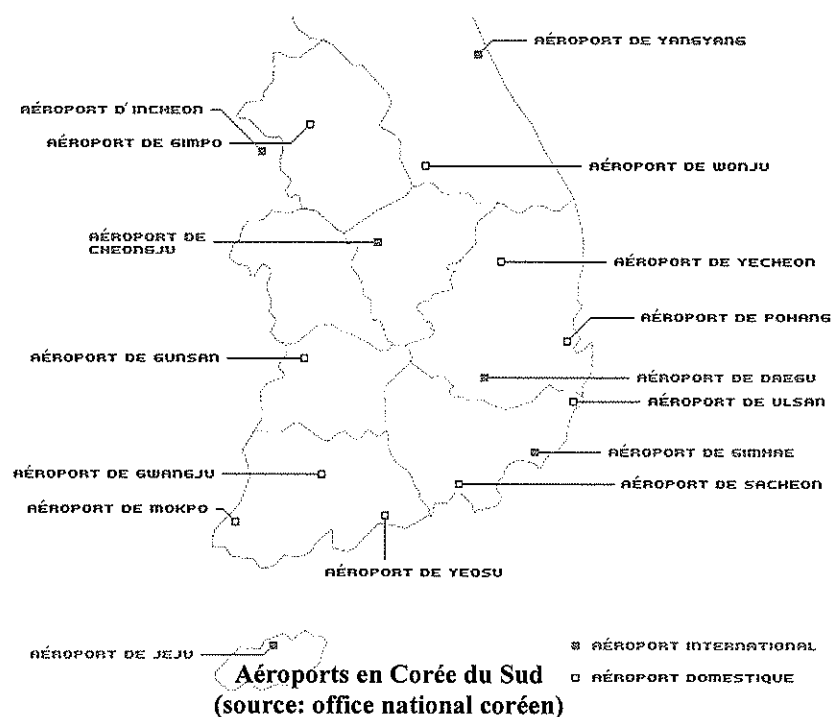 AÉROPORT DE YANGYANG
AÉROPORT D'INCHEON
AÉROPORT DE GIMPO
AÉROPORT DE WONJU
AÉROPORT DE
CHEONGJU
AÉROPORT DE YECHEON
AÉROPORT DE POHANG
AÉROPORT DE GUNSAN
AÉROPORT DE DAEGU
AÉROPORT DE ULSAN
AÉROPORT DE GIMHAE
AÉROPORT DE GWANGJU
AÉROPORT DE SACHEON
AÉROPORT DE MOKPO
AÉROPORT DE YEOSU
AÉROPORT DE JEJU
AÉROPORT INTERNATIONAL
AÉROPORT DOMESTIQUE
Aéroports en Corée du Sud
(source: office national coréen)